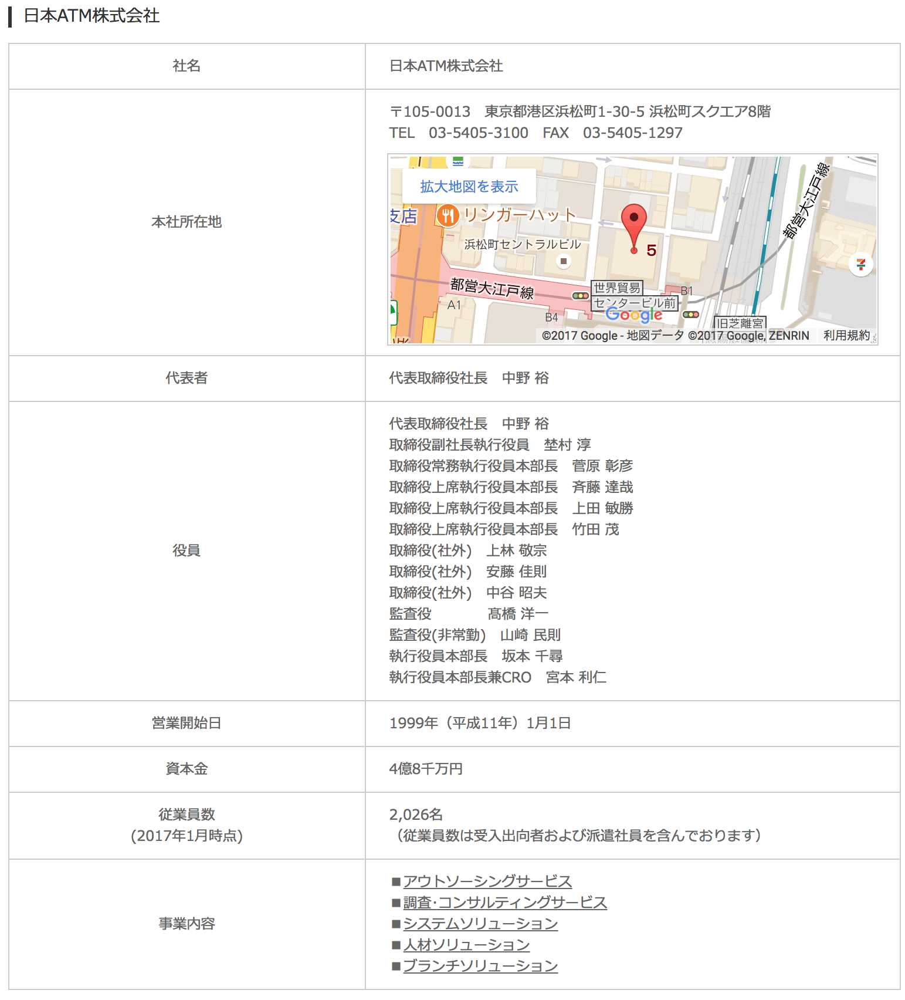 日本ATM株式会社
社名
日本ATM株式会社
本社所在地
〒105-0013　東京都港区浜松町1-30-5 浜松町スクエア8階
TEL　03-5405-3100　FAX　03-5405-1297
拡大地図を表示
支店
リンガーハット
都営大江戸線
浜松町セントラルビル
5
都営大江戸線
世界貿易
センタービル前
B1
A1
B4
Google
旧芝離宮
©2017 Google - 地図データ ©2017 Google, ZENRIN
利用規約
代表者
代表取締役社長　中野 裕
役員
代表取締役社長　中野 裕
取締役副社長執行役員　埜村 淳
取締役常務執行役員本部長　菅原 彰彦
取締役上席執行役員本部長　斉藤 達哉
取締役上席執行役員本部長　上田 敏勝
取締役上席執行役員本部長　竹田 茂
取締役(社外)　上林 敬宗
取締役(社外)　安藤 佳則
取締役(社外)　中谷 昭夫
監査役　　　　髙橋 洋一
監査役(非常勤)　山崎 民則
執行役員本部長　坂本 千尋
執行役員本部長兼CRO　宮本 利仁
営業開始日
1999年（平成11年）1月1日
資本金
4億8千万円
従業員数
(2017年1月時点)
2,026名
（従業員数は受入出向者および派遣社員を含んでおります）
事業内容
■アウトソーシングサービス
■調査･コンサルティングサービス
■システムソリューション
■人材ソリューション
■ブランチソリューション